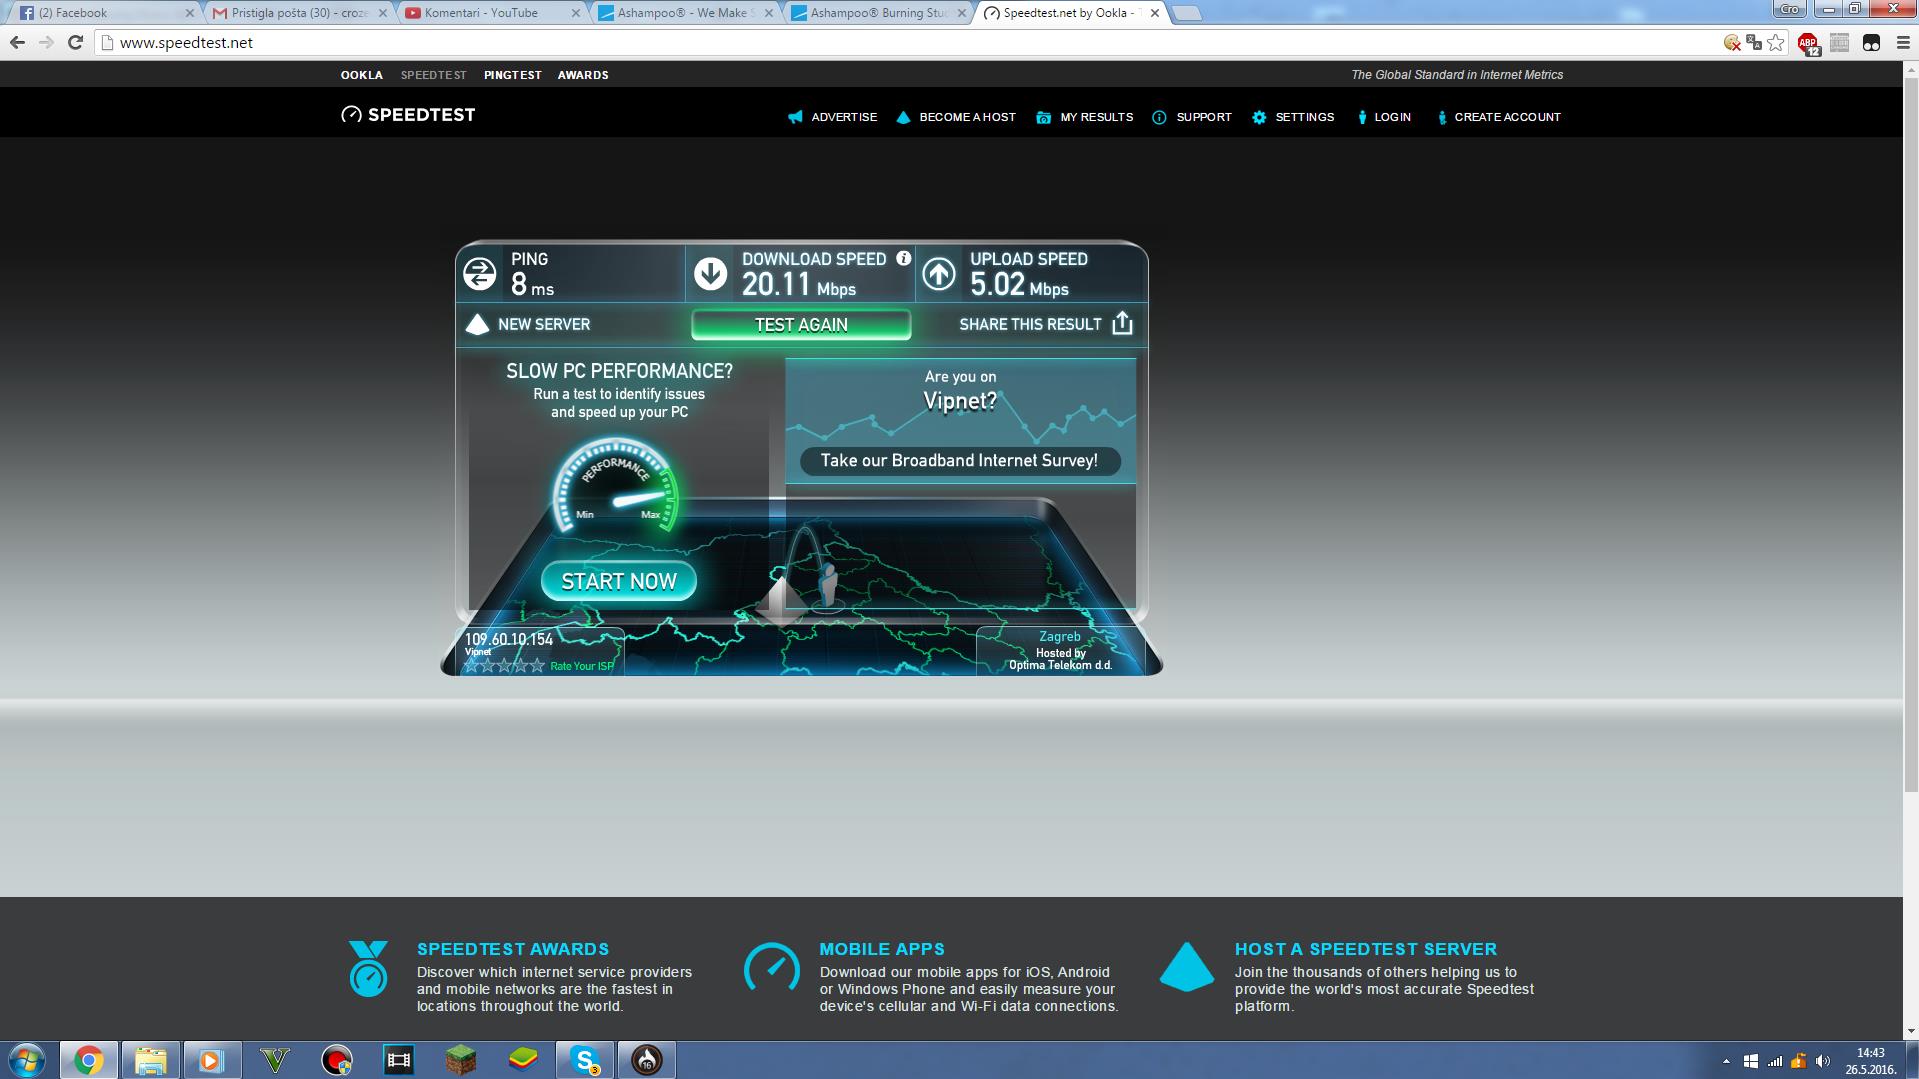 (2) Facebook
Pristigla pošta (30) - croze
Komentari - YouTube
Ashampoo® - We Make S
Ashampoo® Burning Stud
Speedtest.net by Ookla - T
Cro
www.speedtest.net
ABP
12
OOKLA SPEEDTEST PINGTEST AWARDS
The Global Standard in Internet Metrics
SPEEDTEST
ADVERTISE BECOME A HOST MY RESULTS SUPPORT SETTINGS LOGIN CREATE ACCOUNT
PING
8 ms
DOWNLOAD SPEED
20.11 Mbps
UPLOAD SPEED
5.02 Mbps
NEW SERVER
TEST AGAIN
SHARE THIS RESULT
SLOW PC PERFORMANCE?
Run a test to identify issues
and speed up your PC
PERFORMANCE
Min Max
START NOW
Are you on
Vipnet?
Take our Broadband Internet Survey!
109.60.10.154
Vipnet
Rate Your ISP
Zagreb
Hosted by
Optima Telekom d.d.
SPEEDTEST AWARDS
Discover which internet service providers
and mobile networks are the fastest in
locations throughout the world.
MOBILE APPS
Download our mobile apps for iOS, Android
or Windows Phone and easily measure your
device's cellular and Wi-Fi data connections.
HOST A SPEEDTEST SERVER
Join the thousands of others helping us to
provide the world's most accurate Speedtest
platform.
3
16
14:43
26.5.2016.